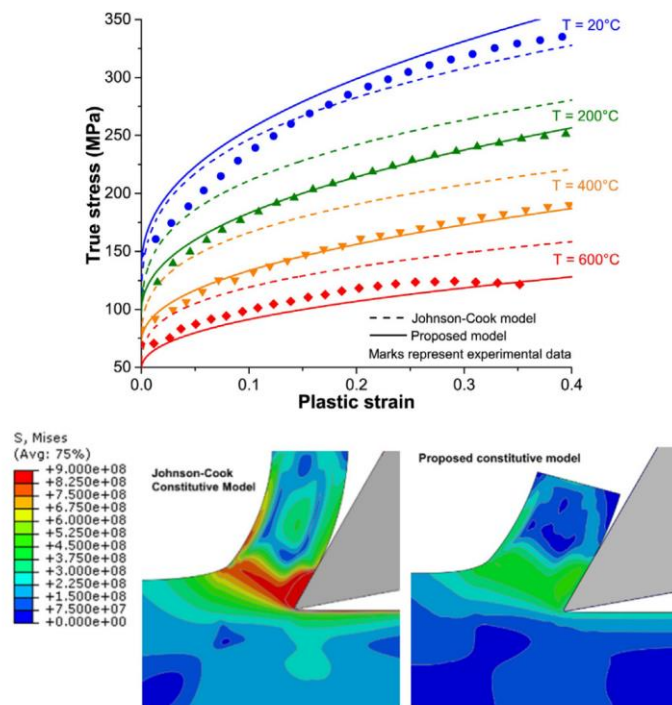 350
300
250
200
150
100
50
True stress (MPa)
T = 20°C
T = 200°C
T = 400°C
T = 600°C
Johnson-Cook model
Proposed model
Marks represent experimental data
0.0 0.1 0.2 0.3 0.4
Plastic strain
S, Mises
(Avg: 75%)
+9.000e+08
+8.250e+08
+7.500e+08
+6.750e+08
+6.000e+08
+5.250e+08
+4.500e+08
+3.750e+08
+3.000e+08
+2.250e+08
+1.500e+08
+7.500e+07
+0.000e+00
Johnson-Cook
Constitutive Model
Proposed constitutive model